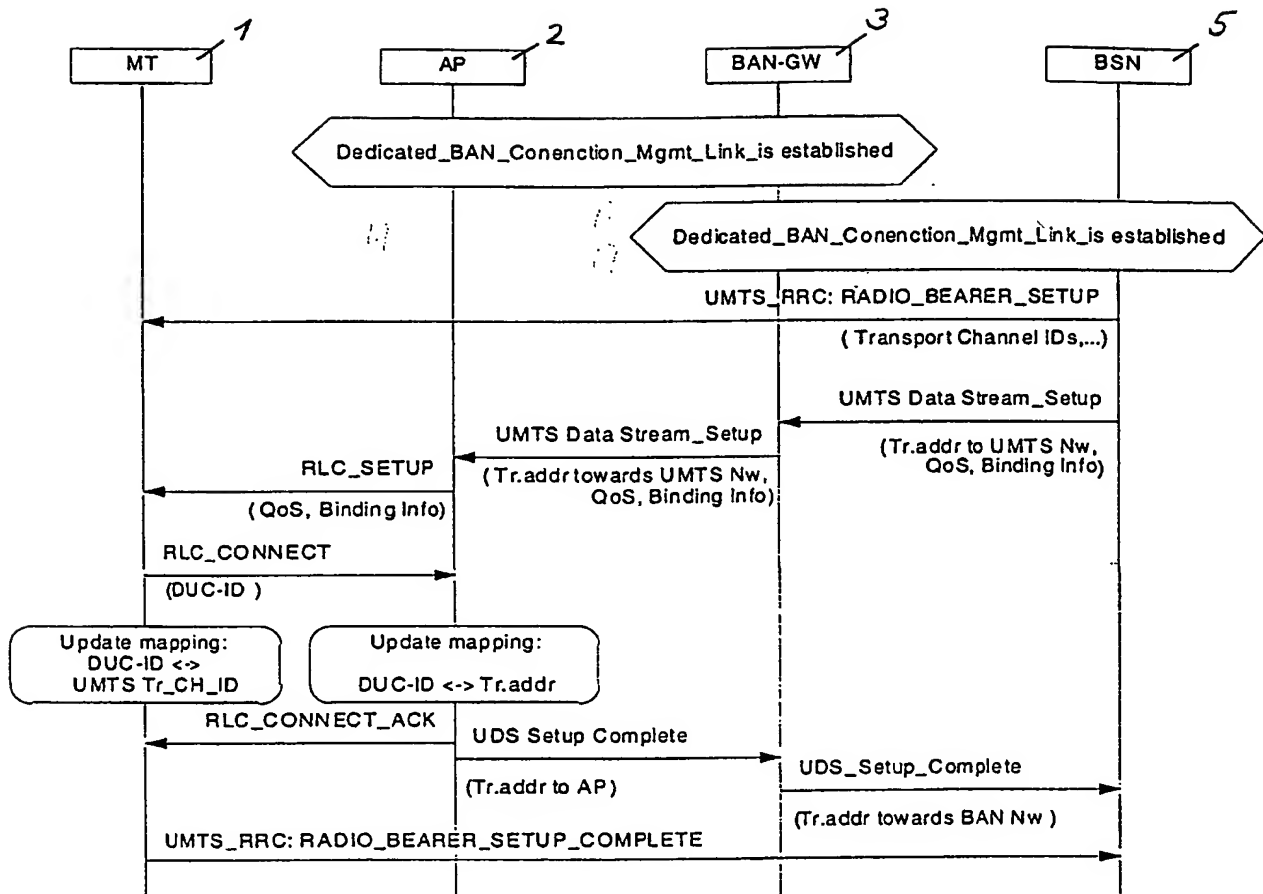 1
2
3
5
MT
AP
BAN-GW
BSN
Dedicated_BAN_Conenction_Mgmt_Link_is established
Dedicated_BAN_Conenction_Mgmt_Link_is established
UMTS_RRC: RADIO_BEARER_SETUP
( Transport Channel IDs,...)
UMTS Data Stream_Setup
(Tr.addr to UMTS Nw,
QoS, Binding Info)
UMTS Data Stream_Setup
(Tr.addr towards UMTS Nw,
QoS, Binding Info)
RLC_SETUP
(QoS, Binding Info)
RLC_CONNECT
(DUC-ID )
Update mapping:
DUC-ID <->
UMTS Tr_CH_ID
Update mapping:
DUC-ID <-> Tr.addr
RLC_CONNECT_ACK
UDS Setup Complete
(Tr.addr to AP)
UDS_Setup_Complete
(Tr.addr towards BAN Nw )
UMTS_RRC: RADIO_BEARER_SETUP_COMPLETE